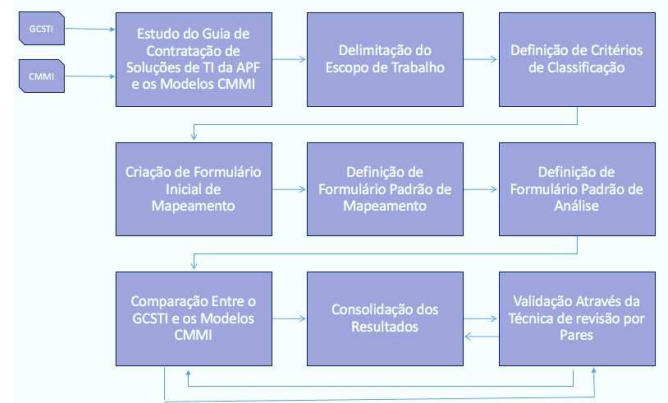 GCSTI
CMMI
Estudo do Guia de
Contratação de
Soluções de TI da APF
e os Modelos CMMI
Delimitação do
Escopo de Trabalho
Definição de Critérios
de Classificação
Criação de Formulário
Inicial de
Mapeamento
Definição de
Formulário Padrão de
Mapeamento
Definição de
Formulário Padrão de
Análise
Comparação Entre o
GCSTI e os Modelos
CMMI
Consolidação dos
Resultados
Validação Através da
Técnica de revisão por
Pares